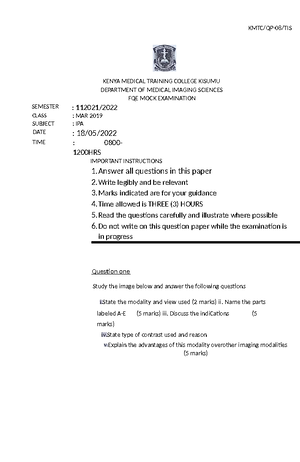 KMTC/QP-08/TIS
KENYA MEDICAL TRAINING COLLEGE KISUMU
DEPARTMENT OF MEDICAL IMAGING SCIENCES
FQE MOCK EXAMINATION
SEMESTER : 112021/2022
CLASS : MAR 2019
SUBJECT : IPA
DATE : 18/05/2022
TIME : 0800-
1200HRS
IMPORTANT INSTRUCTIONS
1. Answer all questions in this paper
2. Write legibly and be relevant
3. Marks indicated are for your guidance
4. Time allowed is THREE (3) HOURS
5. Read the questions carefully and illustrate where possible
6. Do not write on this question paper while the examination is
in progress
Question one
Study the image below and answer the following questions
i. State the modality and view used (2 marks) ii. Name the parts
labeled A-E (5 marks) iii. Discuss the indiCations (5
marks)
State type of contrast used and reason
v. Explain the advantages of this modality overother imaging modalities
(5 marks)